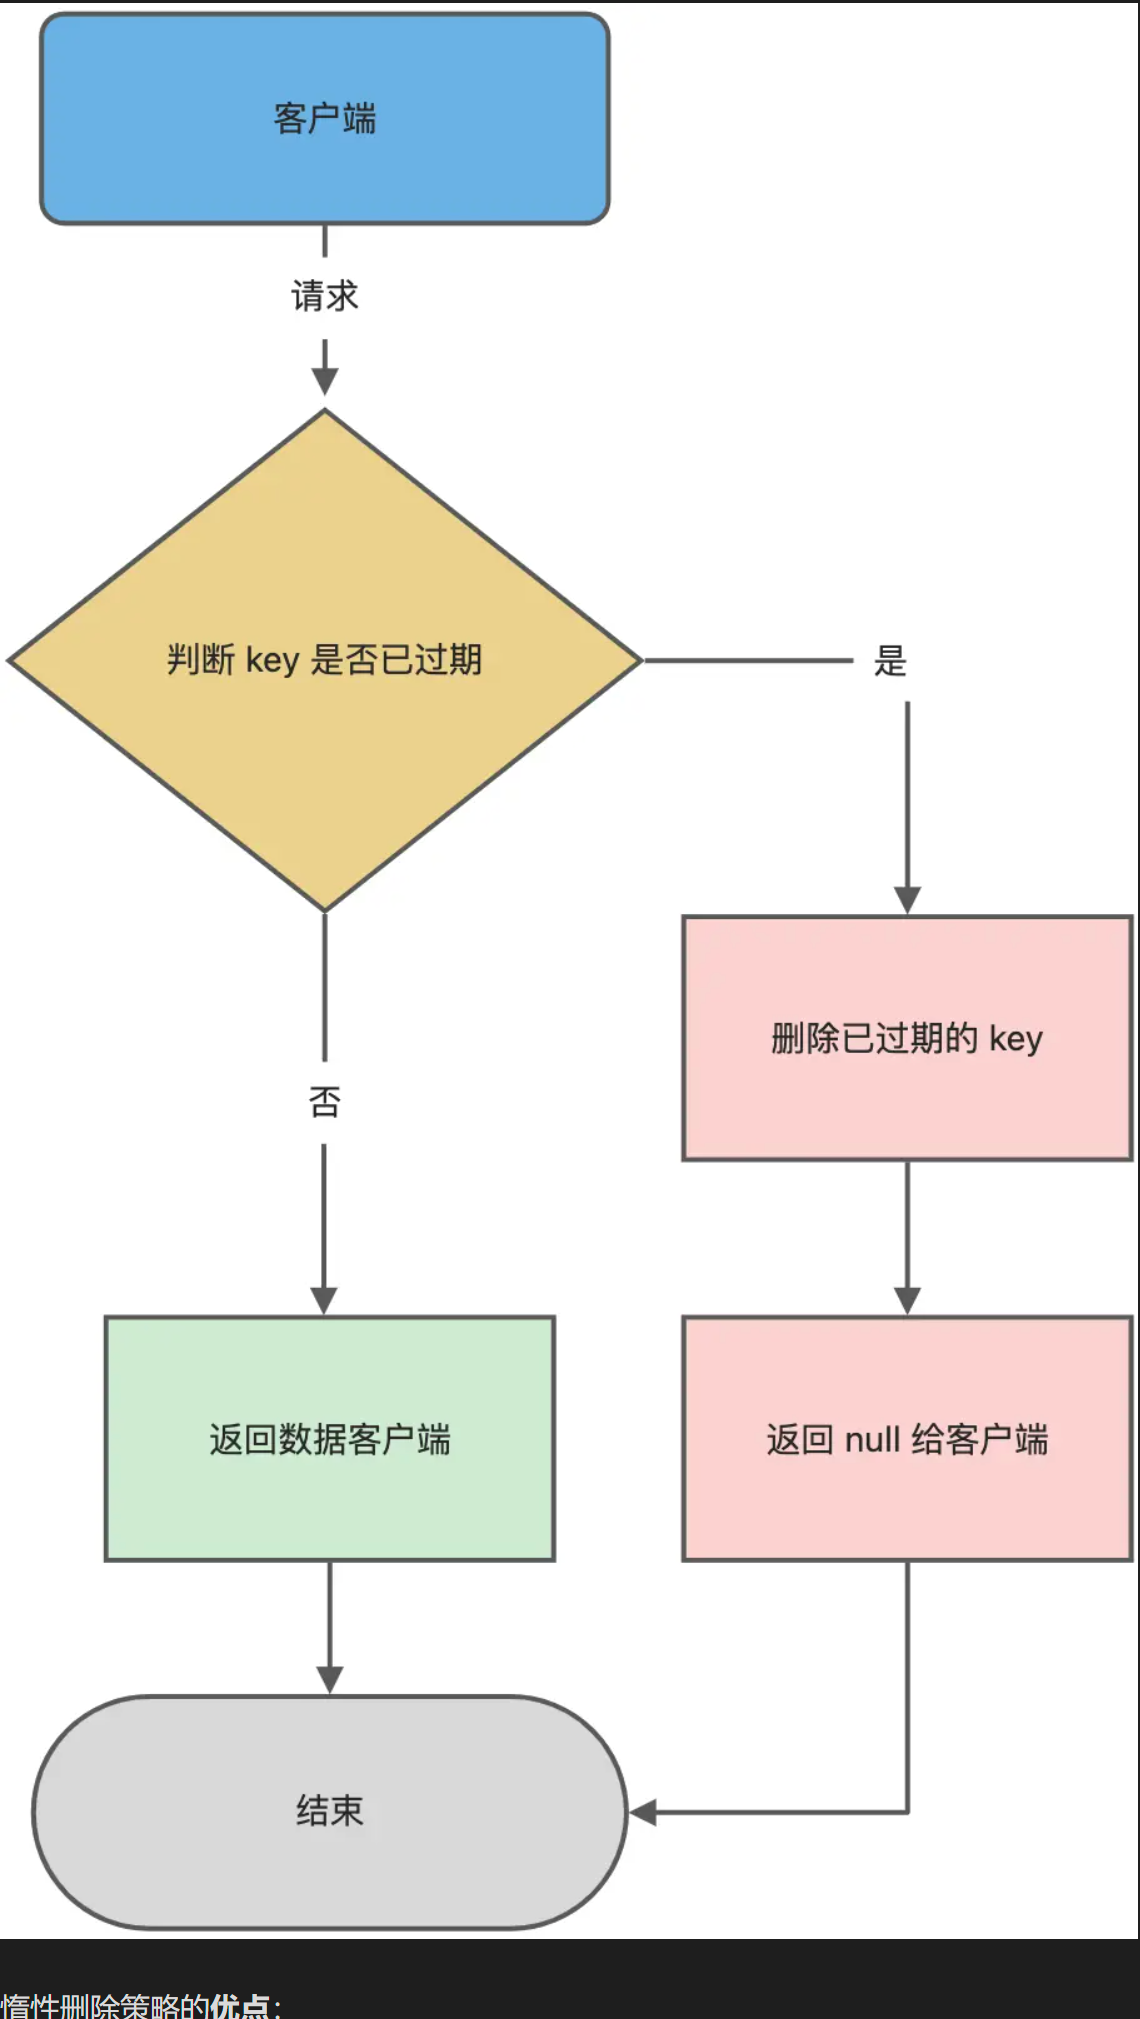 客户端
请求
判断 key 是否已过期
是
删除已过期的 key
否
返回数据客户端
返回 null 给客户端
结束
惰性删除策略的优点：